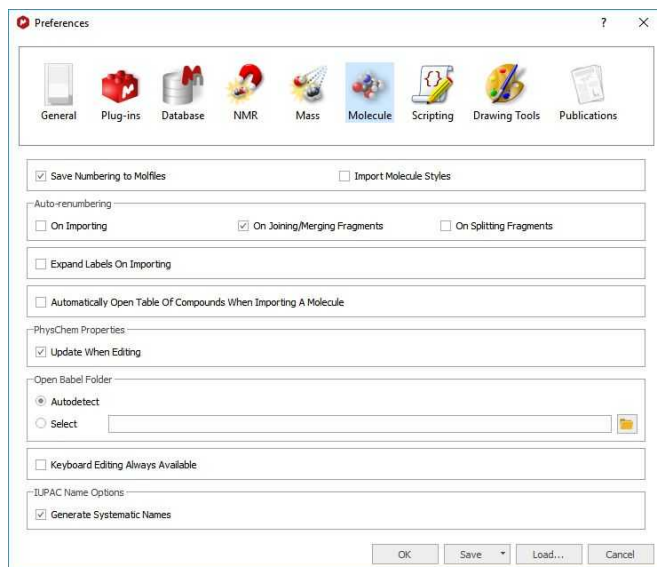 Preferences
?
General Plug-ins Database NMR Mass Molecule Scripting Drawing Tools Publications
Save Numbering to Molfiles Import Molecule Styles
Auto-renumbering
On Importing On Joining/Merging Fragments On Splitting Fragments
Expand Labels On Importing
Automatically Open Table Of Compounds When Importing A Molecule
PhysChem Properties
Update When Editing
Open Babel Folder
Autodetect
Select
Keyboard Editing Always Available
IUPAC Name Options
Generate Systematic Names
OK Save Load... Cancel